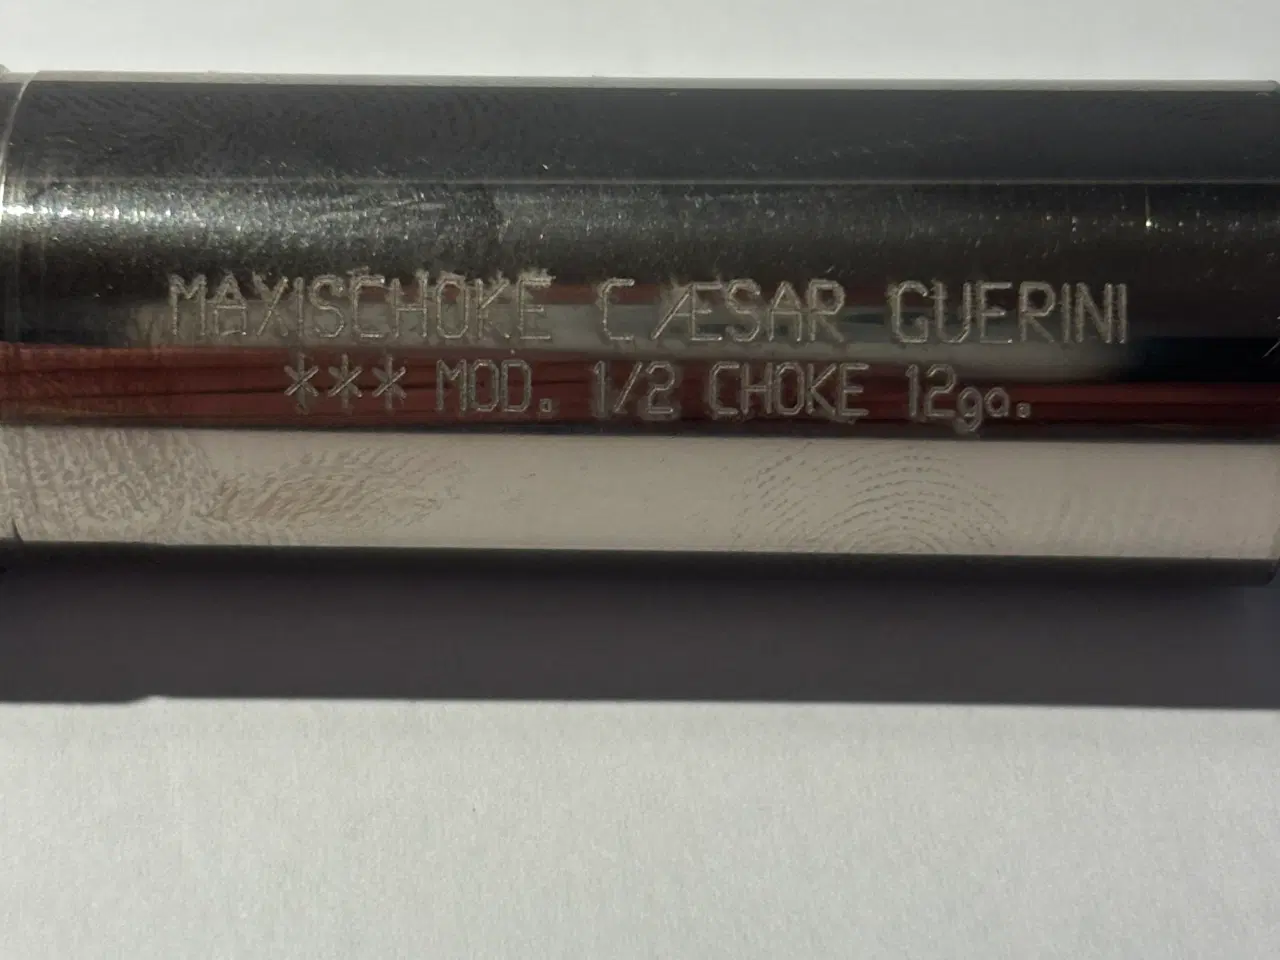 MAXISCHOKE CÆSAR GUERINI
*** MOD. 1/2 CHOKE 12ga.